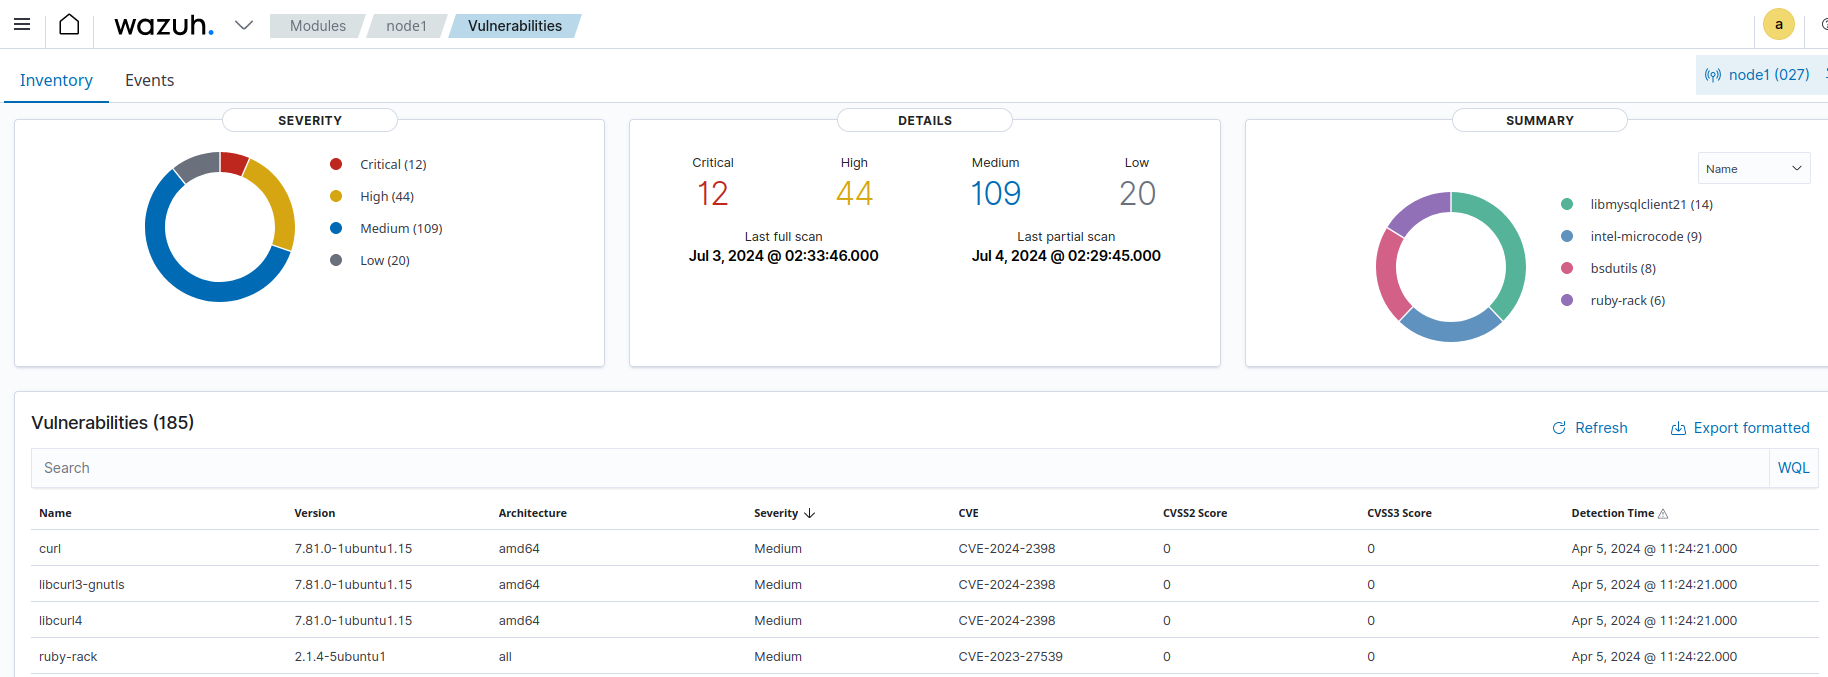 wazuh.
Modules
node1
Vulnerabilities
a
Inventory
Events
node1 (027)
SEVERITY
Critical (12)
High (44)
Medium (109)
Low (20)
DETAILS
Critical
12
High
44
Medium
109
Low
20
Last full scan
Jul 3, 2024 @ 02:33:46.000
Last partial scan
Jul 4, 2024 @ 02:29:45.000
SUMMARY
Name
libmysqlclient21 (14)
intel-microcode (9)
bsdutils (8)
ruby-rack (6)
Vulnerabilities (185)
Refresh
Export formatted
Search
WQL
Name Version Architecture Severity CVE CVSS2 Score CVSS3 Score Detection Time
curl 7.81.0-1ubuntu1.15 amd64 Medium CVE-2024-2398 0 0 Apr 5, 2024 @ 11:24:21.000
libcurl3-gnutls 7.81.0-1ubuntu1.15 amd64 Medium CVE-2024-2398 0 0 Apr 5, 2024 @ 11:24:21.000
libcurl4 7.81.0-1ubuntu1.15 amd64 Medium CVE-2024-2398 0 0 Apr 5, 2024 @ 11:24:21.000
ruby-rack 2.1.4-5ubuntu1 all Medium CVE-2023-27539 0 0 Apr 5, 2024 @ 11:24:22.000